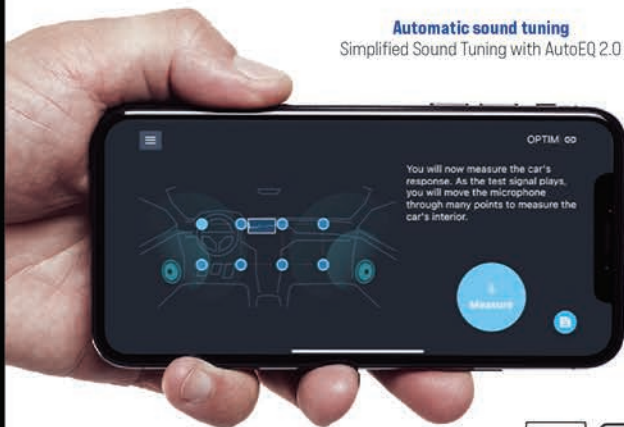 Automatic sound tuning
Simplified Sound Tuning with AutoEQ 2.0
OPTIM
You will now measure the car's
response. As the test signal plays,
you will move the microphone
through many points to measure the
car's interior.
Measure